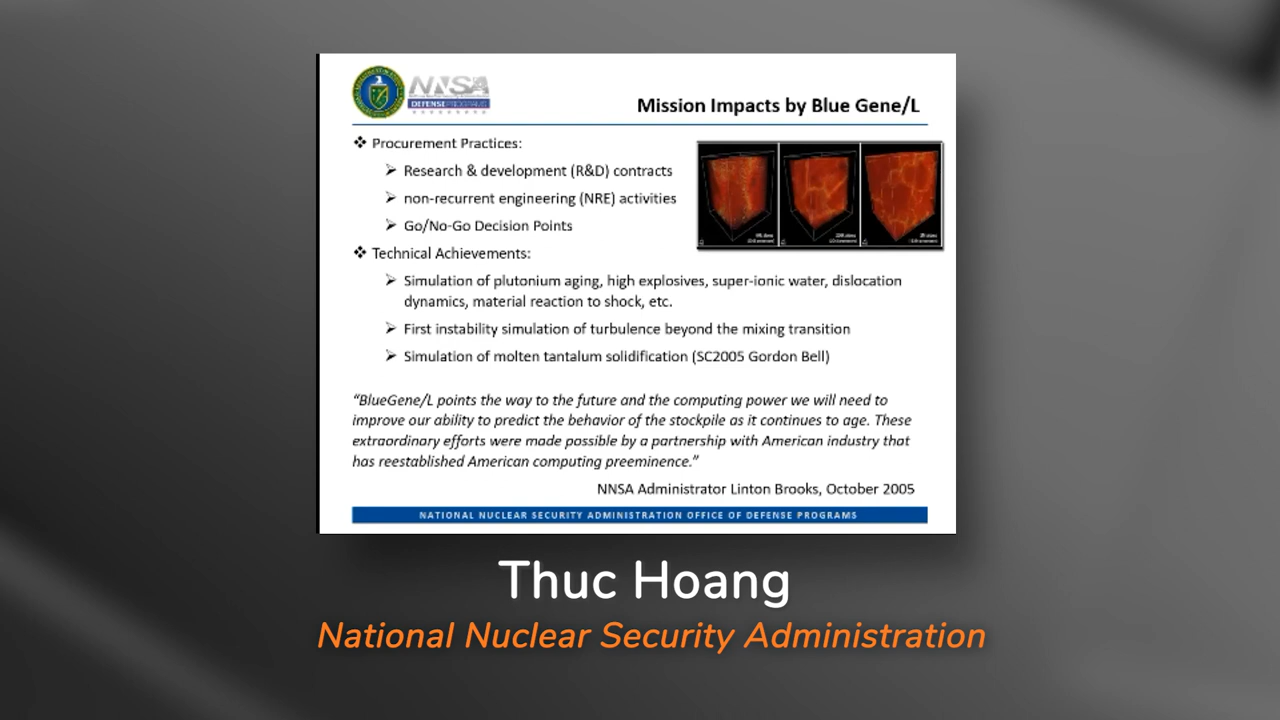 NNSA
DEFENSE PROGRAMS
Mission Impacts by Blue Gene/L
❖ Procurement Practices:
➢ Research & development (R&D) contracts
➢ non-recurrent engineering (NRE) activities
➢ Go/No-Go Decision Points
❖ Technical Achievements:
➢ Simulation of plutonium aging, high explosives, super-ionic water, dislocation
dynamics, material reaction to shock, etc.
➢ First instability simulation of turbulence beyond the mixing transition
➢ Simulation of molten tantalum solidification (SC2005 Gordon Bell)
“BlueGene/L points the way to the future and the computing power we will need to
improve our ability to predict the behavior of the stockpile as it continues to age. These
extraordinary efforts were made possible by a partnership with American industry that
has reestablished American computing preeminence.”
NNSA Administrator Linton Brooks, October 2005
NATIONAL NUCLEAR SECURITY ADMINISTRATION OFFICE OF DEFENSE PROGRAMS
Thuc Hoang
National Nuclear Security Administration